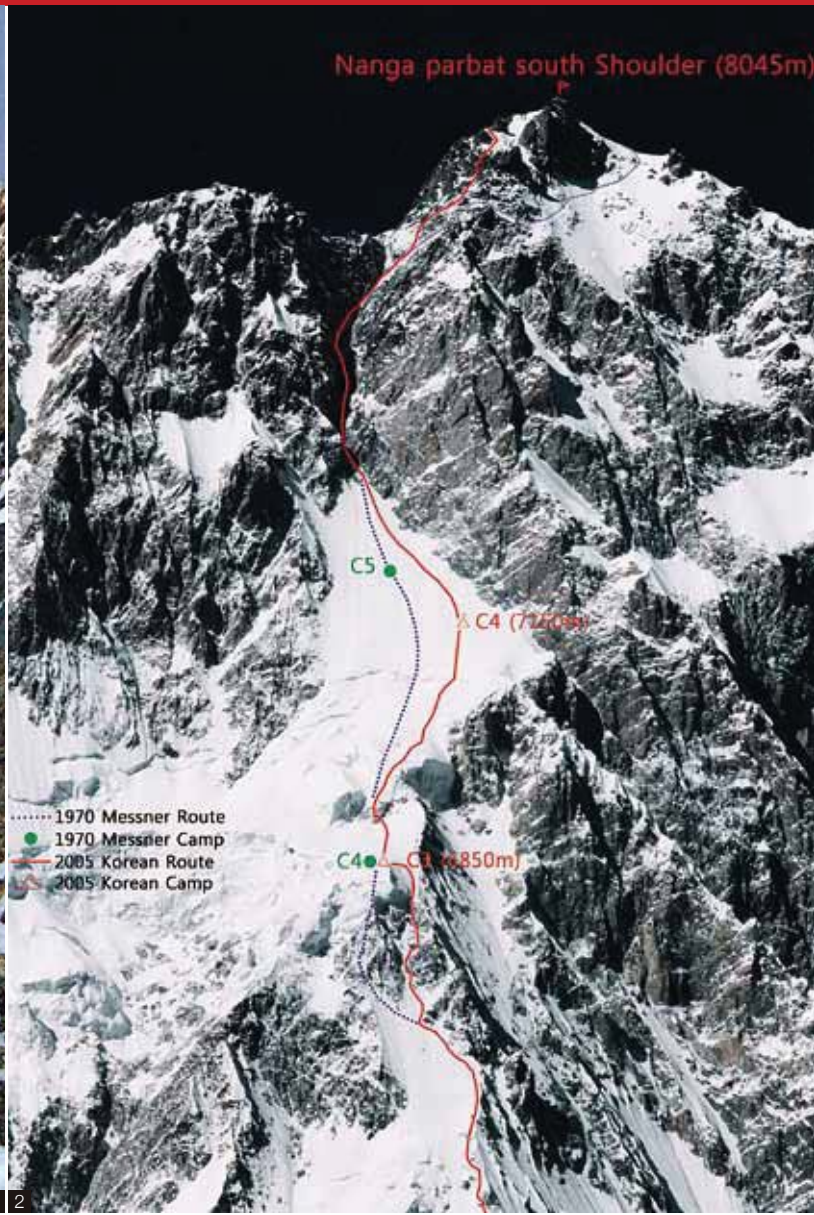 Nanga parbat south Shoulder (8045m)
C5
C4
1970 Messner Route
1970 Messner Camp
2005 Korean Route
2005 Korean Camp
C4 C3 (6850m)
2